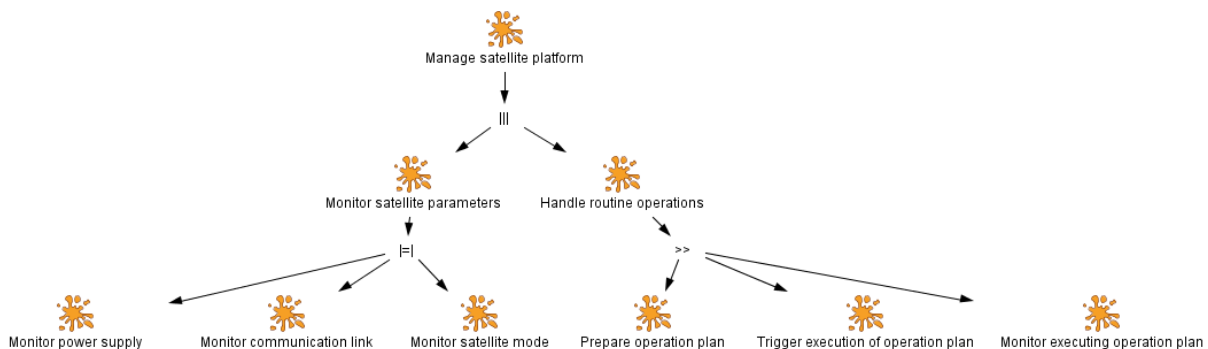 Manage satellite platform
|||
Monitor satellite parameters
Handle routine operations
|=|
>>
Monitor power supply
Monitor communication link
Monitor satellite mode
Prepare operation plan
Trigger execution of operation plan
Monitor executing operation plan